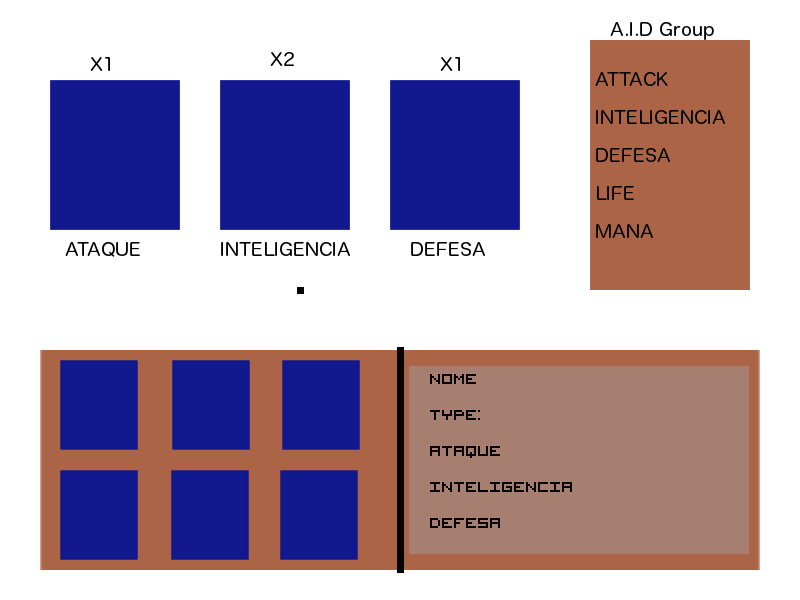 X1
X2
X1
ATAQUE
INTELIGENCIA
DEFESA
A.I.D Group
ATTACK
INTELIGENCIA
DEFESA
LIFE
MANA
NOME
TYPE:
ATAQUE
INTELIGENCIA
DEFESA